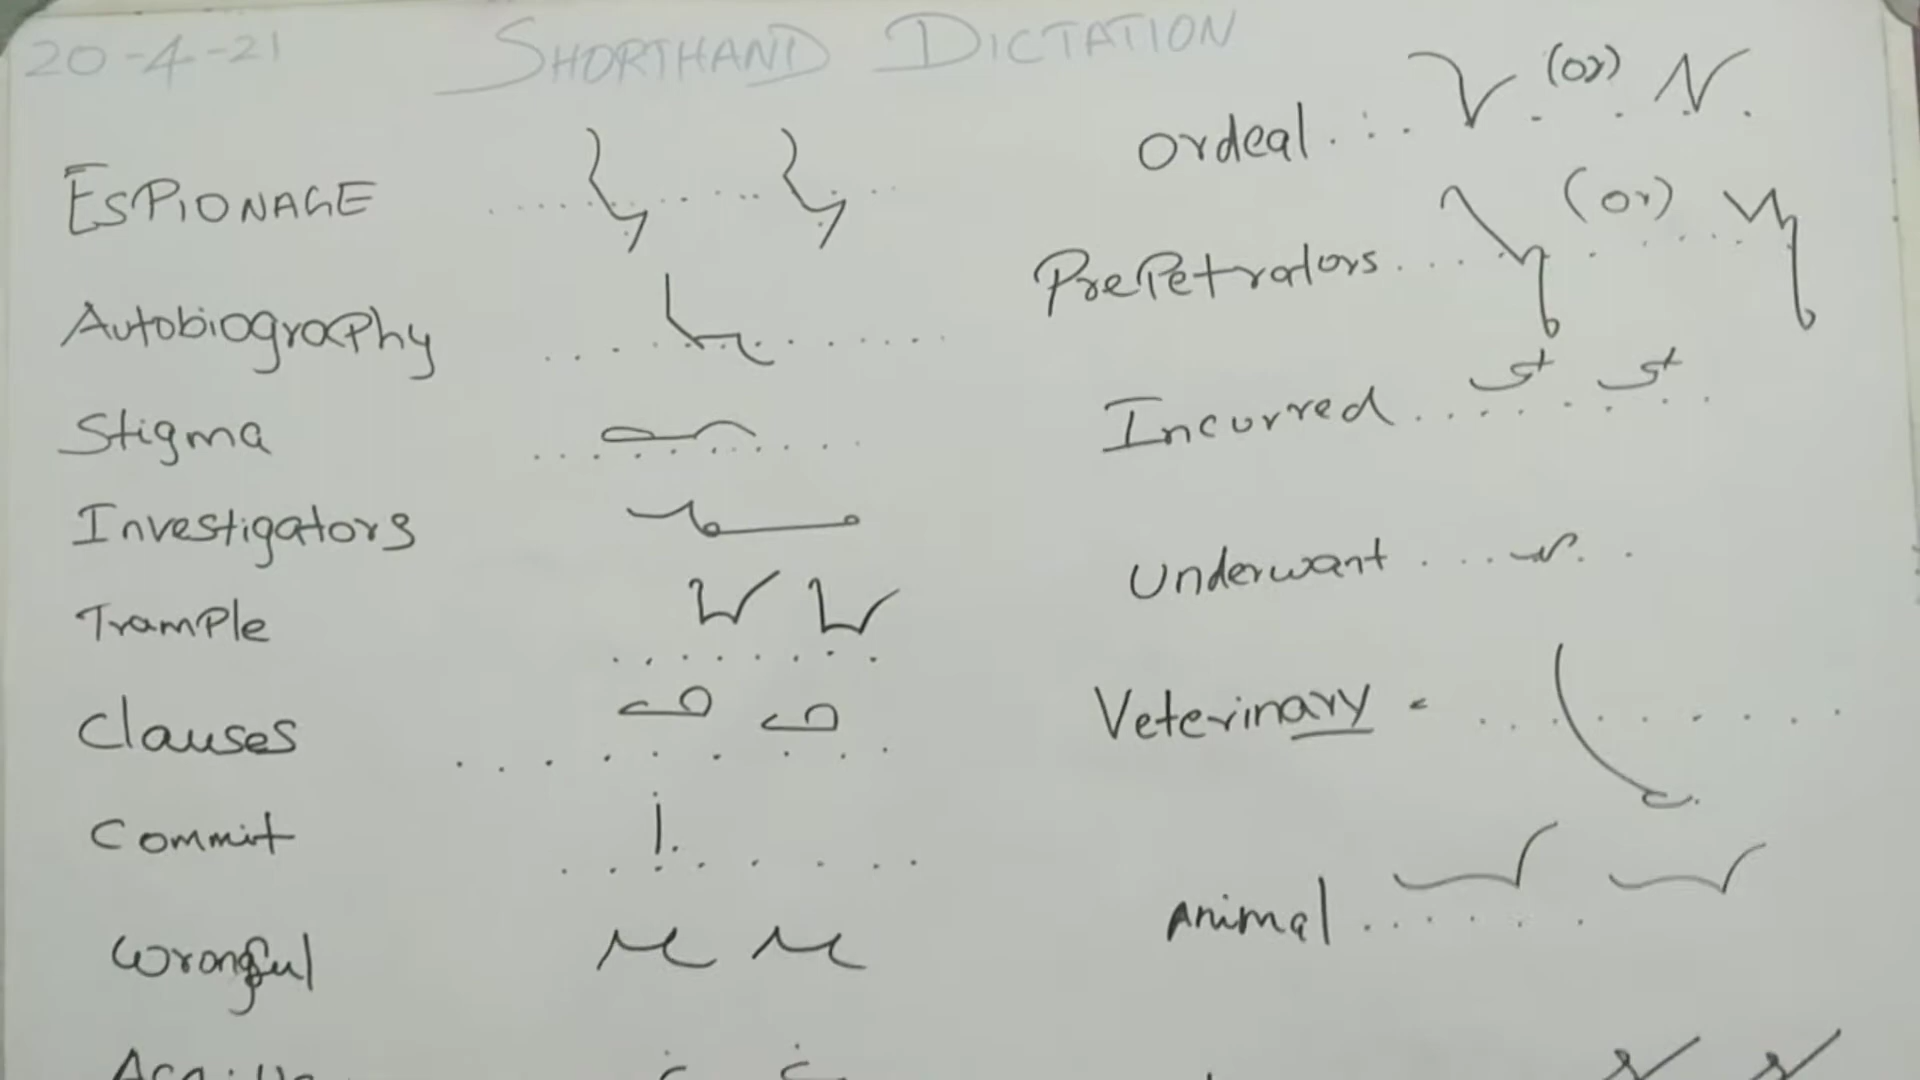 20-4-21
SHORTHAND DICTATION
ESPIONAGE
Autobiography
Stigma
Investigators
Trample
Clauses
Commit
Wrongful
Ordeal (or)
PrePetrators (or)
Incurred
Underwant
Veterinary
Animal